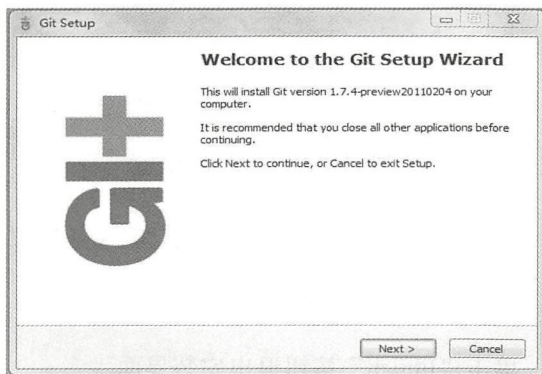 Git Setup
Welcome to the Git Setup Wizard
This will install Git version 1.7.4-preview20110204 on your
computer.
It is recommended that you close all other applications before
continuing.
Click Next to continue, or Cancel to exit Setup.
Git
Next >
Cancel